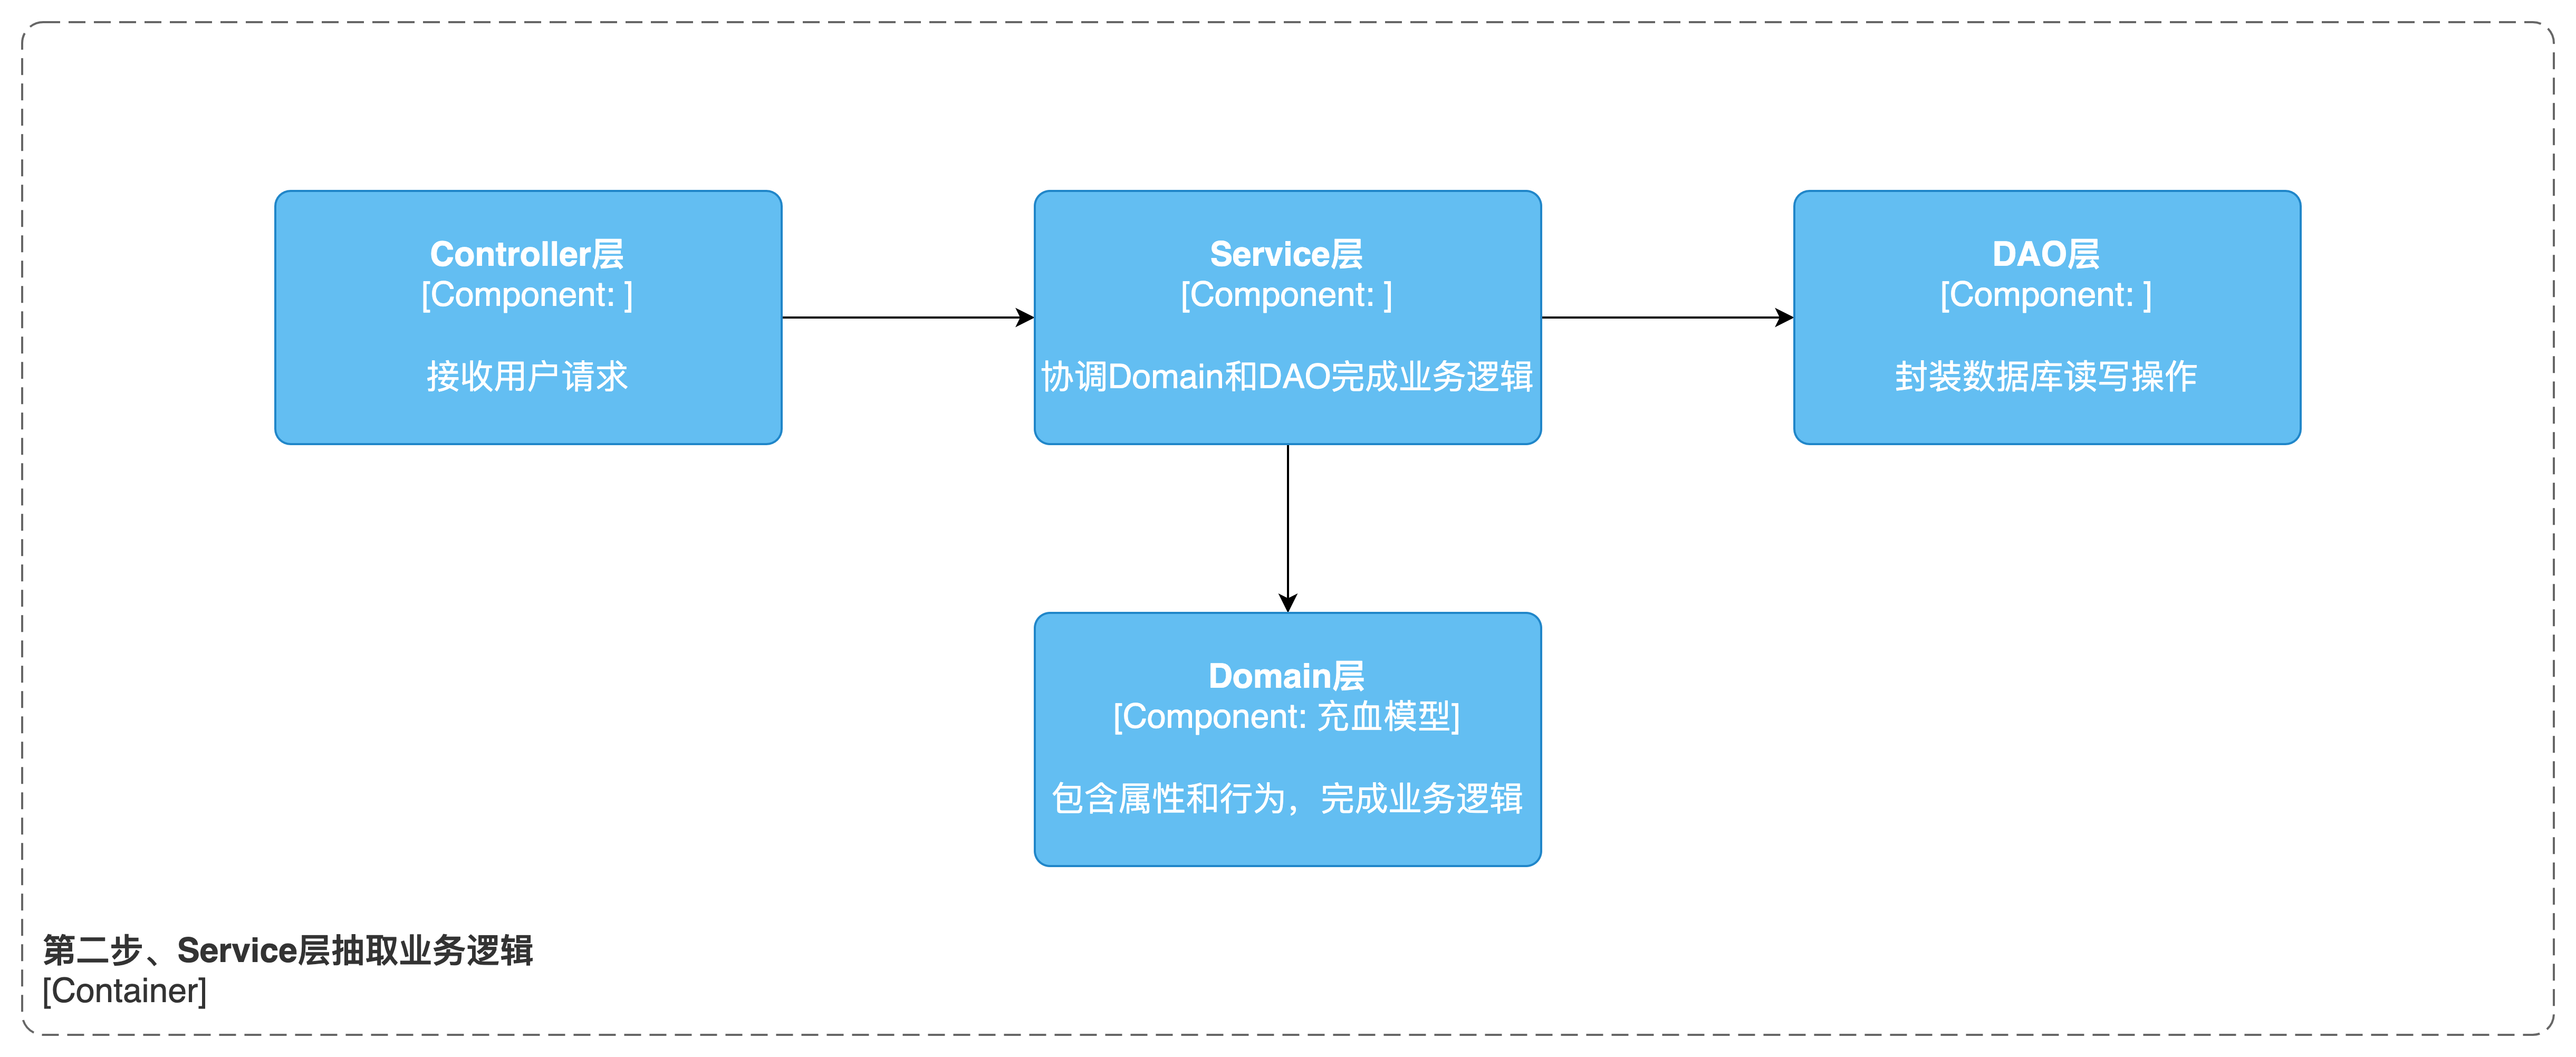 Controller层
[Component: ]
接收用户请求
Service层
[Component: ]
协调Domain和DAO完成业务逻辑
DAO层
[Component: ]
封装数据库读写操作
Domain层
[Component: 充血模型]
包含属性和行为，完成业务逻辑
第二步、Service层抽取业务逻辑
[Container]